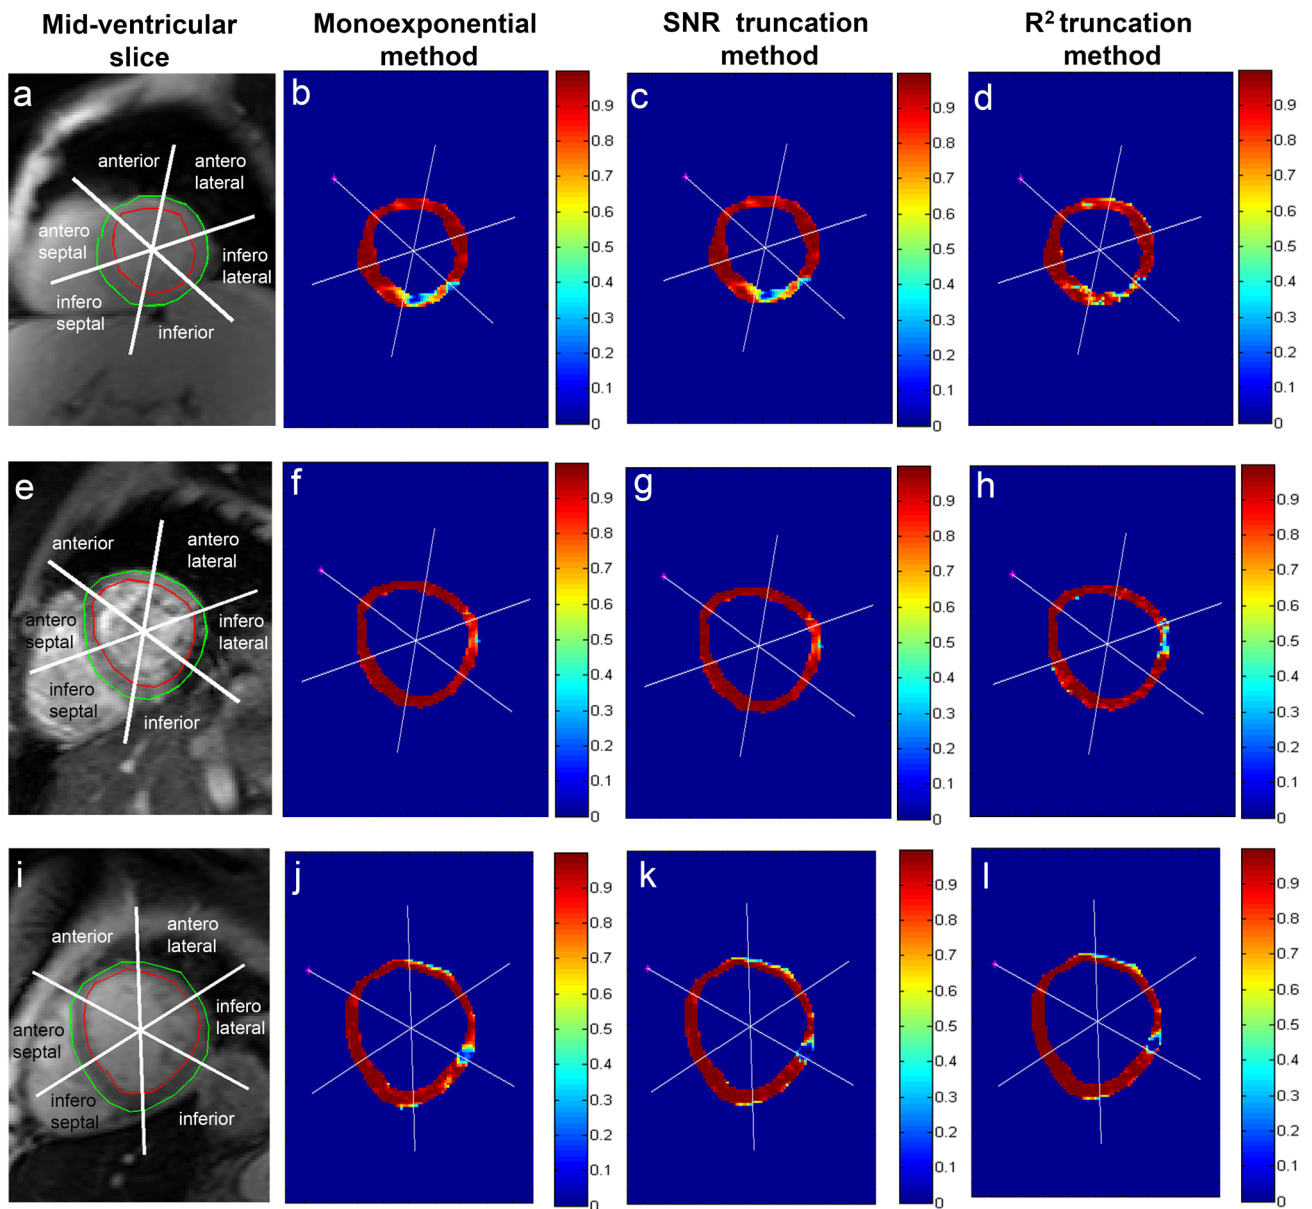 Mid-ventricular
slice
Monoexponential
method
SNR truncation
method
R² truncation
method
a
anterior
antero
lateral
antero
septal
infero
lateral
infero
septal
inferior
b
0.9
0.8
0.7
0.6
0.5
0.4
0.3
0.2
0.1
0
c
0.9
0.8
0.7
0.6
0.5
0.4
0.3
0.2
0.1
0
d
0.9
0.8
0.7
0.6
0.5
0.4
0.3
0.2
0.1
0
e
anterior
antero
lateral
antero
septal
infero
lateral
infero
septal
inferior
f
0.9
0.8
0.7
0.6
0.5
0.4
0.3
0.2
0.1
0
g
0.9
0.8
0.7
0.6
0.5
0.4
0.3
0.2
0.1
0
h
0.9
0.8
0.7
0.6
0.5
0.4
0.3
0.2
0.1
0
i
anterior
antero
lateral
infero
lateral
antero
septal
infero
septal
inferior
j
0.9
0.8
0.7
0.6
0.5
0.4
0.3
0.2
0.1
0
k
0.9
0.8
0.7
0.6
0.5
0.4
0.3
0.2
0.1
0
l
0.9
0.8
0.7
0.6
0.5
0.4
0.3
0.2
0.1
0